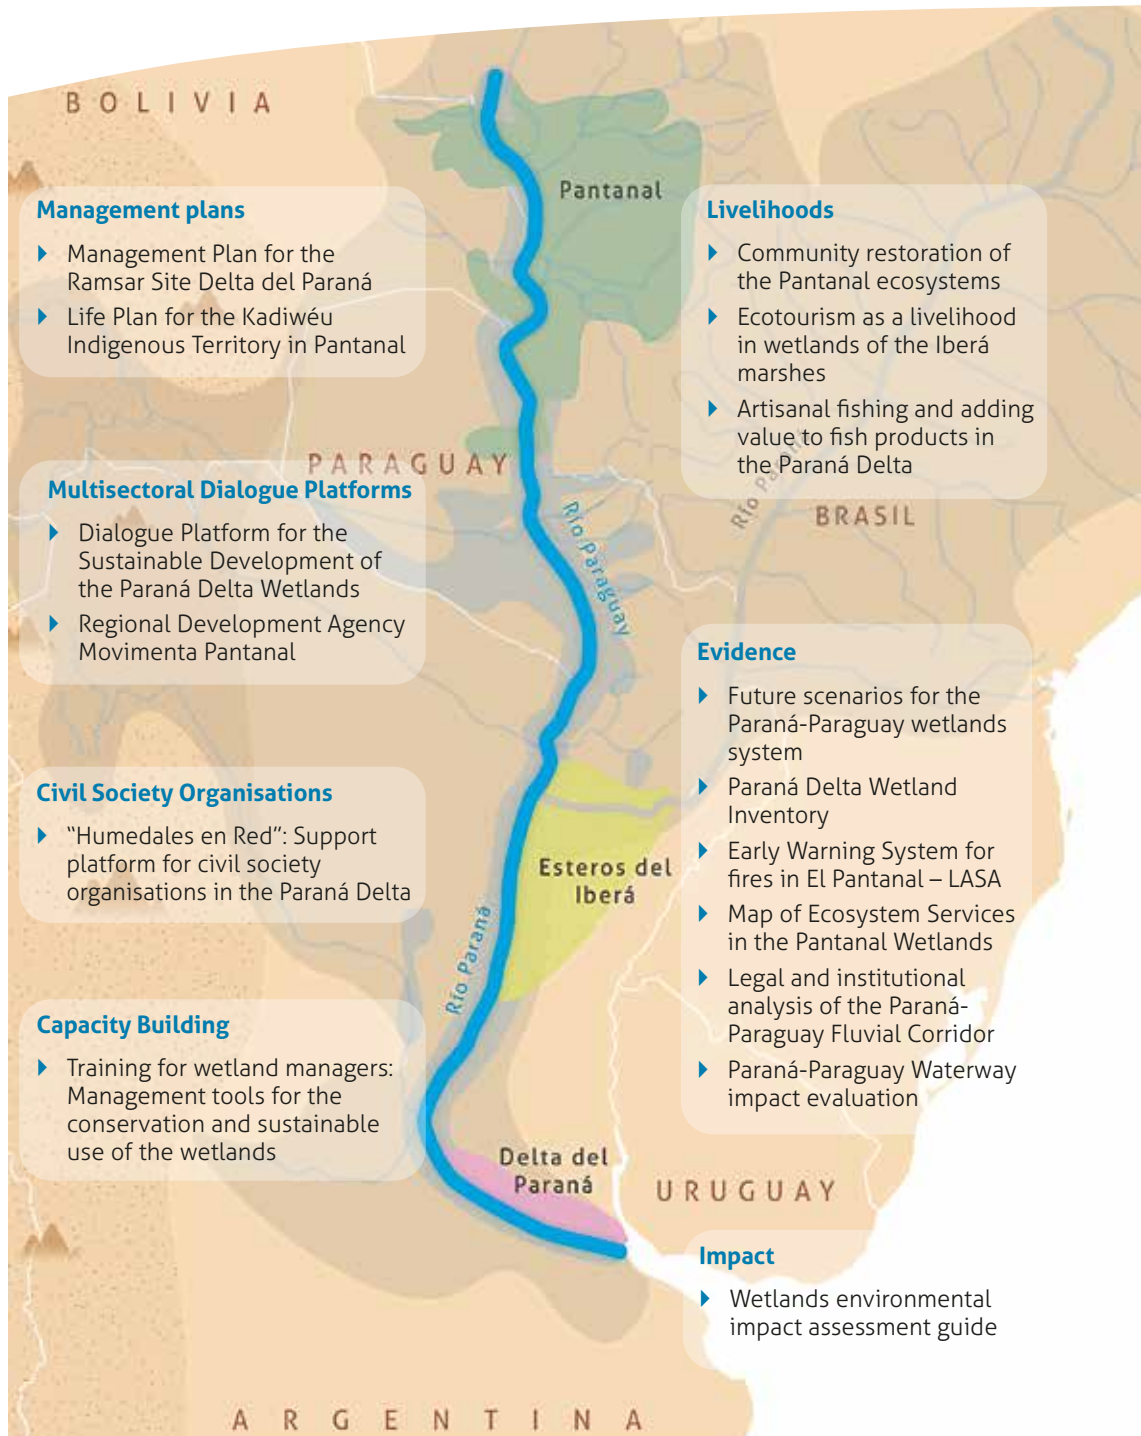 BOLIVIA
Pantanal
Management plans
Management Plan for the
Ramsar Site Delta del Paraná
Life Plan for the Kadiwéu
Indigenous Territory in Pantanal
Livelihoods
Community restoration of
the Pantanal ecosystems
Ecotourism as a livelihood
in wetlands of the Iberá
marshes
Artisanal fishing and adding
value to fish products in
the Paraná Delta
PARAGUAY
Multisectoral Dialogue Platforms
Dialogue Platform for the
Sustainable Development of
the Paraná Delta Wetlands
Regional Development Agency
Movimenta Pantanal
Río Paraguay
Río Paraná
BRASIL
Evidence
Future scenarios for the
Paraná-Paraguay wetlands
system
Paraná Delta Wetland
Inventory
Early Warning System for
fires in El Pantanal – LASA
Map of Ecosystem Services
in the Pantanal Wetlands
Legal and institutional
analysis of the Paraná-
Paraguay Fluvial Corridor
Paraná-Paraguay Waterway
impact evaluation
Civil Society Organisations
“Humedales en Red”: Support
platform for civil society
organisations in the Paraná Delta
Esteros del
Iberá
Río Paraná
Capacity Building
Training for wetland managers:
Management tools for the
conservation and sustainable
use of the wetlands
Delta del
Paraná
URUGUAY
Impact
Wetlands environmental
impact assessment guide
ARGENTINA